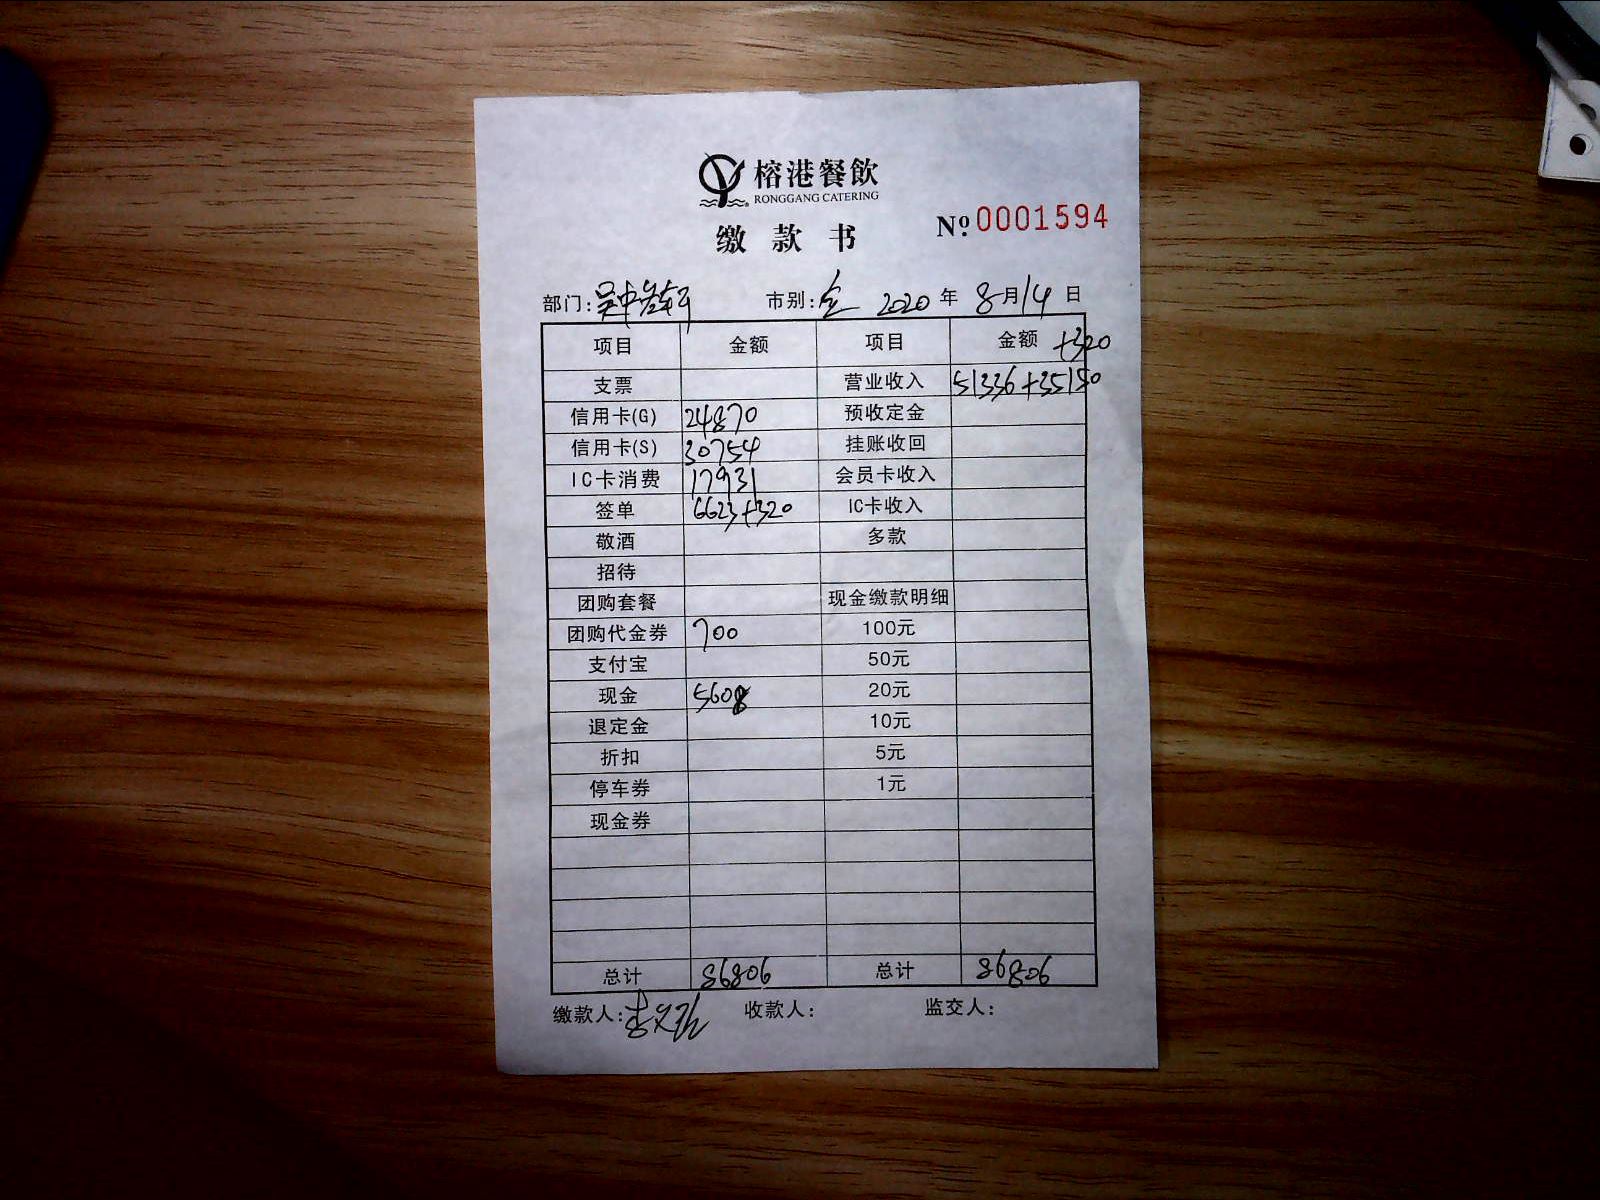 榕港餐飲
RONGGANG CATERING
№ 0001594
缴款书
部门: 市别:全 2020年8月14日
项目 金额 项目 金额 +320
支票 营业收入 51336+35150
信用卡(G) 24870 预收定金
信用卡(S) 30754 挂账收回
IC卡消费 17931 会员卡收入
签单 6623+320 IC卡收入
敬酒 多款
招待
团购套餐 现金缴款明细
团购代金券 700 100元
支付宝 50元
现金 5608 20元
退定金 10元
折扣 5元
停车券 1元
现金券
总计 86806 总计 86806
缴款人: 收款人: 监交人: